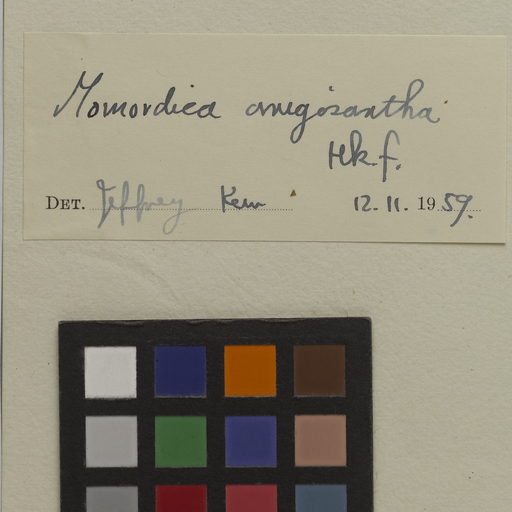 Momordica anigosantha
Hk.f.
DET. Jeffrey Kew 12.11.1959.